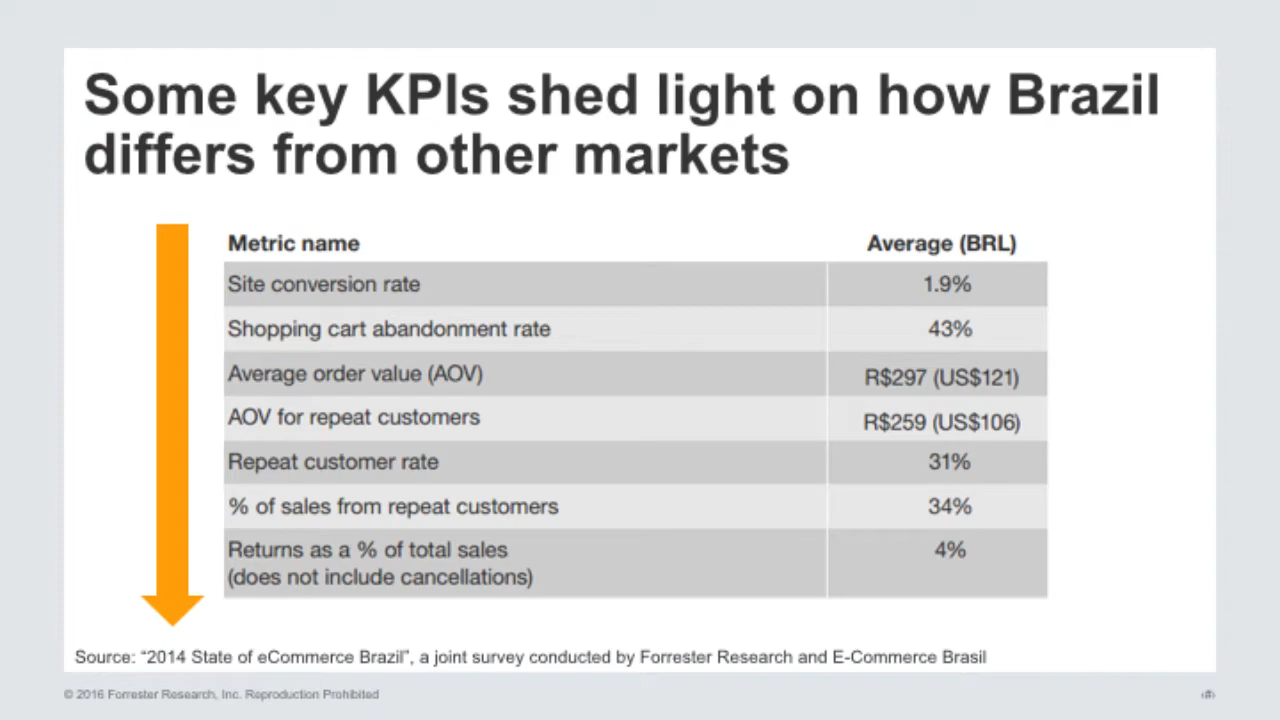 Some key KPIs shed light on how Brazil
differs from other markets
Metric name Average (BRL)
Site conversion rate 1.9%
Shopping cart abandonment rate 43%
Average order value (AOV) R$297 (US$121)
AOV for repeat customers R$259 (US$106)
Repeat customer rate 31%
% of sales from repeat customers 34%
Returns as a % of total sales 4%
(does not include cancellations)
Source: “2014 State of eCommerce Brazil”, a joint survey conducted by Forrester Research and E-Commerce Brasil
© 2016 Forrester Research, Inc. Reproduction Prohibited ‹#›